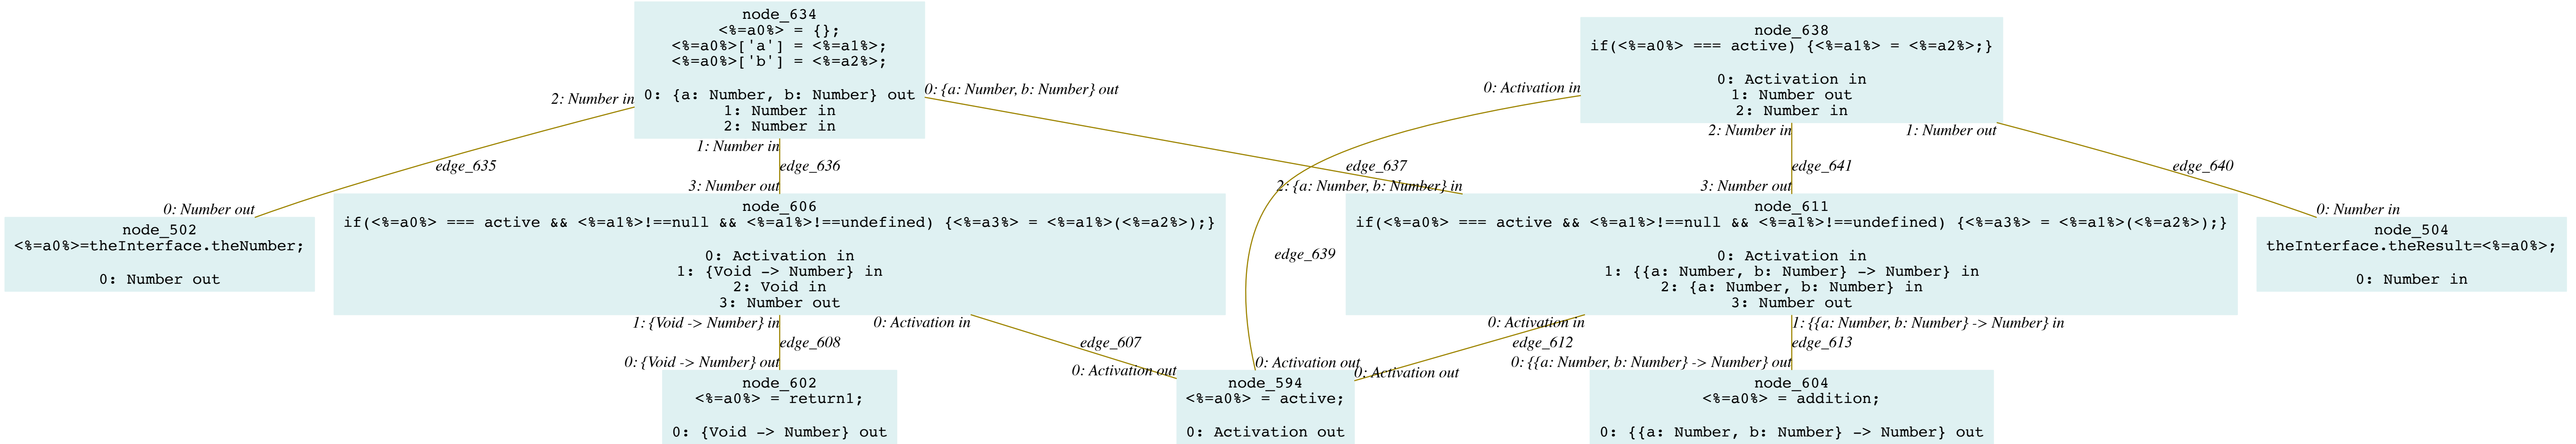 node_634
<%=a0%> = {};
<%=a0%>['a'] = <%=a1%>;
<%=a0%>['b'] = <%=a2%>;
0: {a: Number, b: Number} out
1: Number in
2: Number in
node_638
if(<%=a0%> === active) {<%=a1%> = <%=a2%>;}
0: Activation in
1: Number out
2: Number in
2: Number in
0: {a: Number, b: Number} out
0: Activation in
1: Number in
2: Number in
1: Number out
edge_635
edge_636
edge_637
edge_641
edge_640
0: Number out
3: Number out
2: {a: Number, b: Number} in
3: Number out
0: Number in
node_502
<%=a0%>=theInterface.theNumber;
0: Number out
node_606
if(<%=a0%> === active && <%=a1%>!==null && <%=a1%>!==undefined) {<%=a3%> = <%=a1%>(<%=a2%>);}
0: Activation in
1: {Void -> Number} in
2: Void in
3: Number out
edge_639
node_611
if(<%=a0%> === active && <%=a1%>!==null && <%=a1%>!==undefined) {<%=a3%> = <%=a1%>(<%=a2%>);}
0: Activation in
1: {{a: Number, b: Number} -> Number} in
2: {a: Number, b: Number} in
3: Number out
node_504
theInterface.theResult=<%=a0%>;
0: Number in
1: {Void -> Number} in
0: Activation in
0: Activation in
1: {{a: Number, b: Number} -> Number} in
edge_608
edge_607
edge_612
edge_613
0: {Void -> Number} out
0: Activation out
0: Activation out
0: Activation out
0: {{a: Number, b: Number} -> Number} out
node_602
<%=a0%> = return1;
0: {Void -> Number} out
node_594
<%=a0%> = active;
0: Activation out
node_604
<%=a0%> = addition;
0: {{a: Number, b: Number} -> Number} out